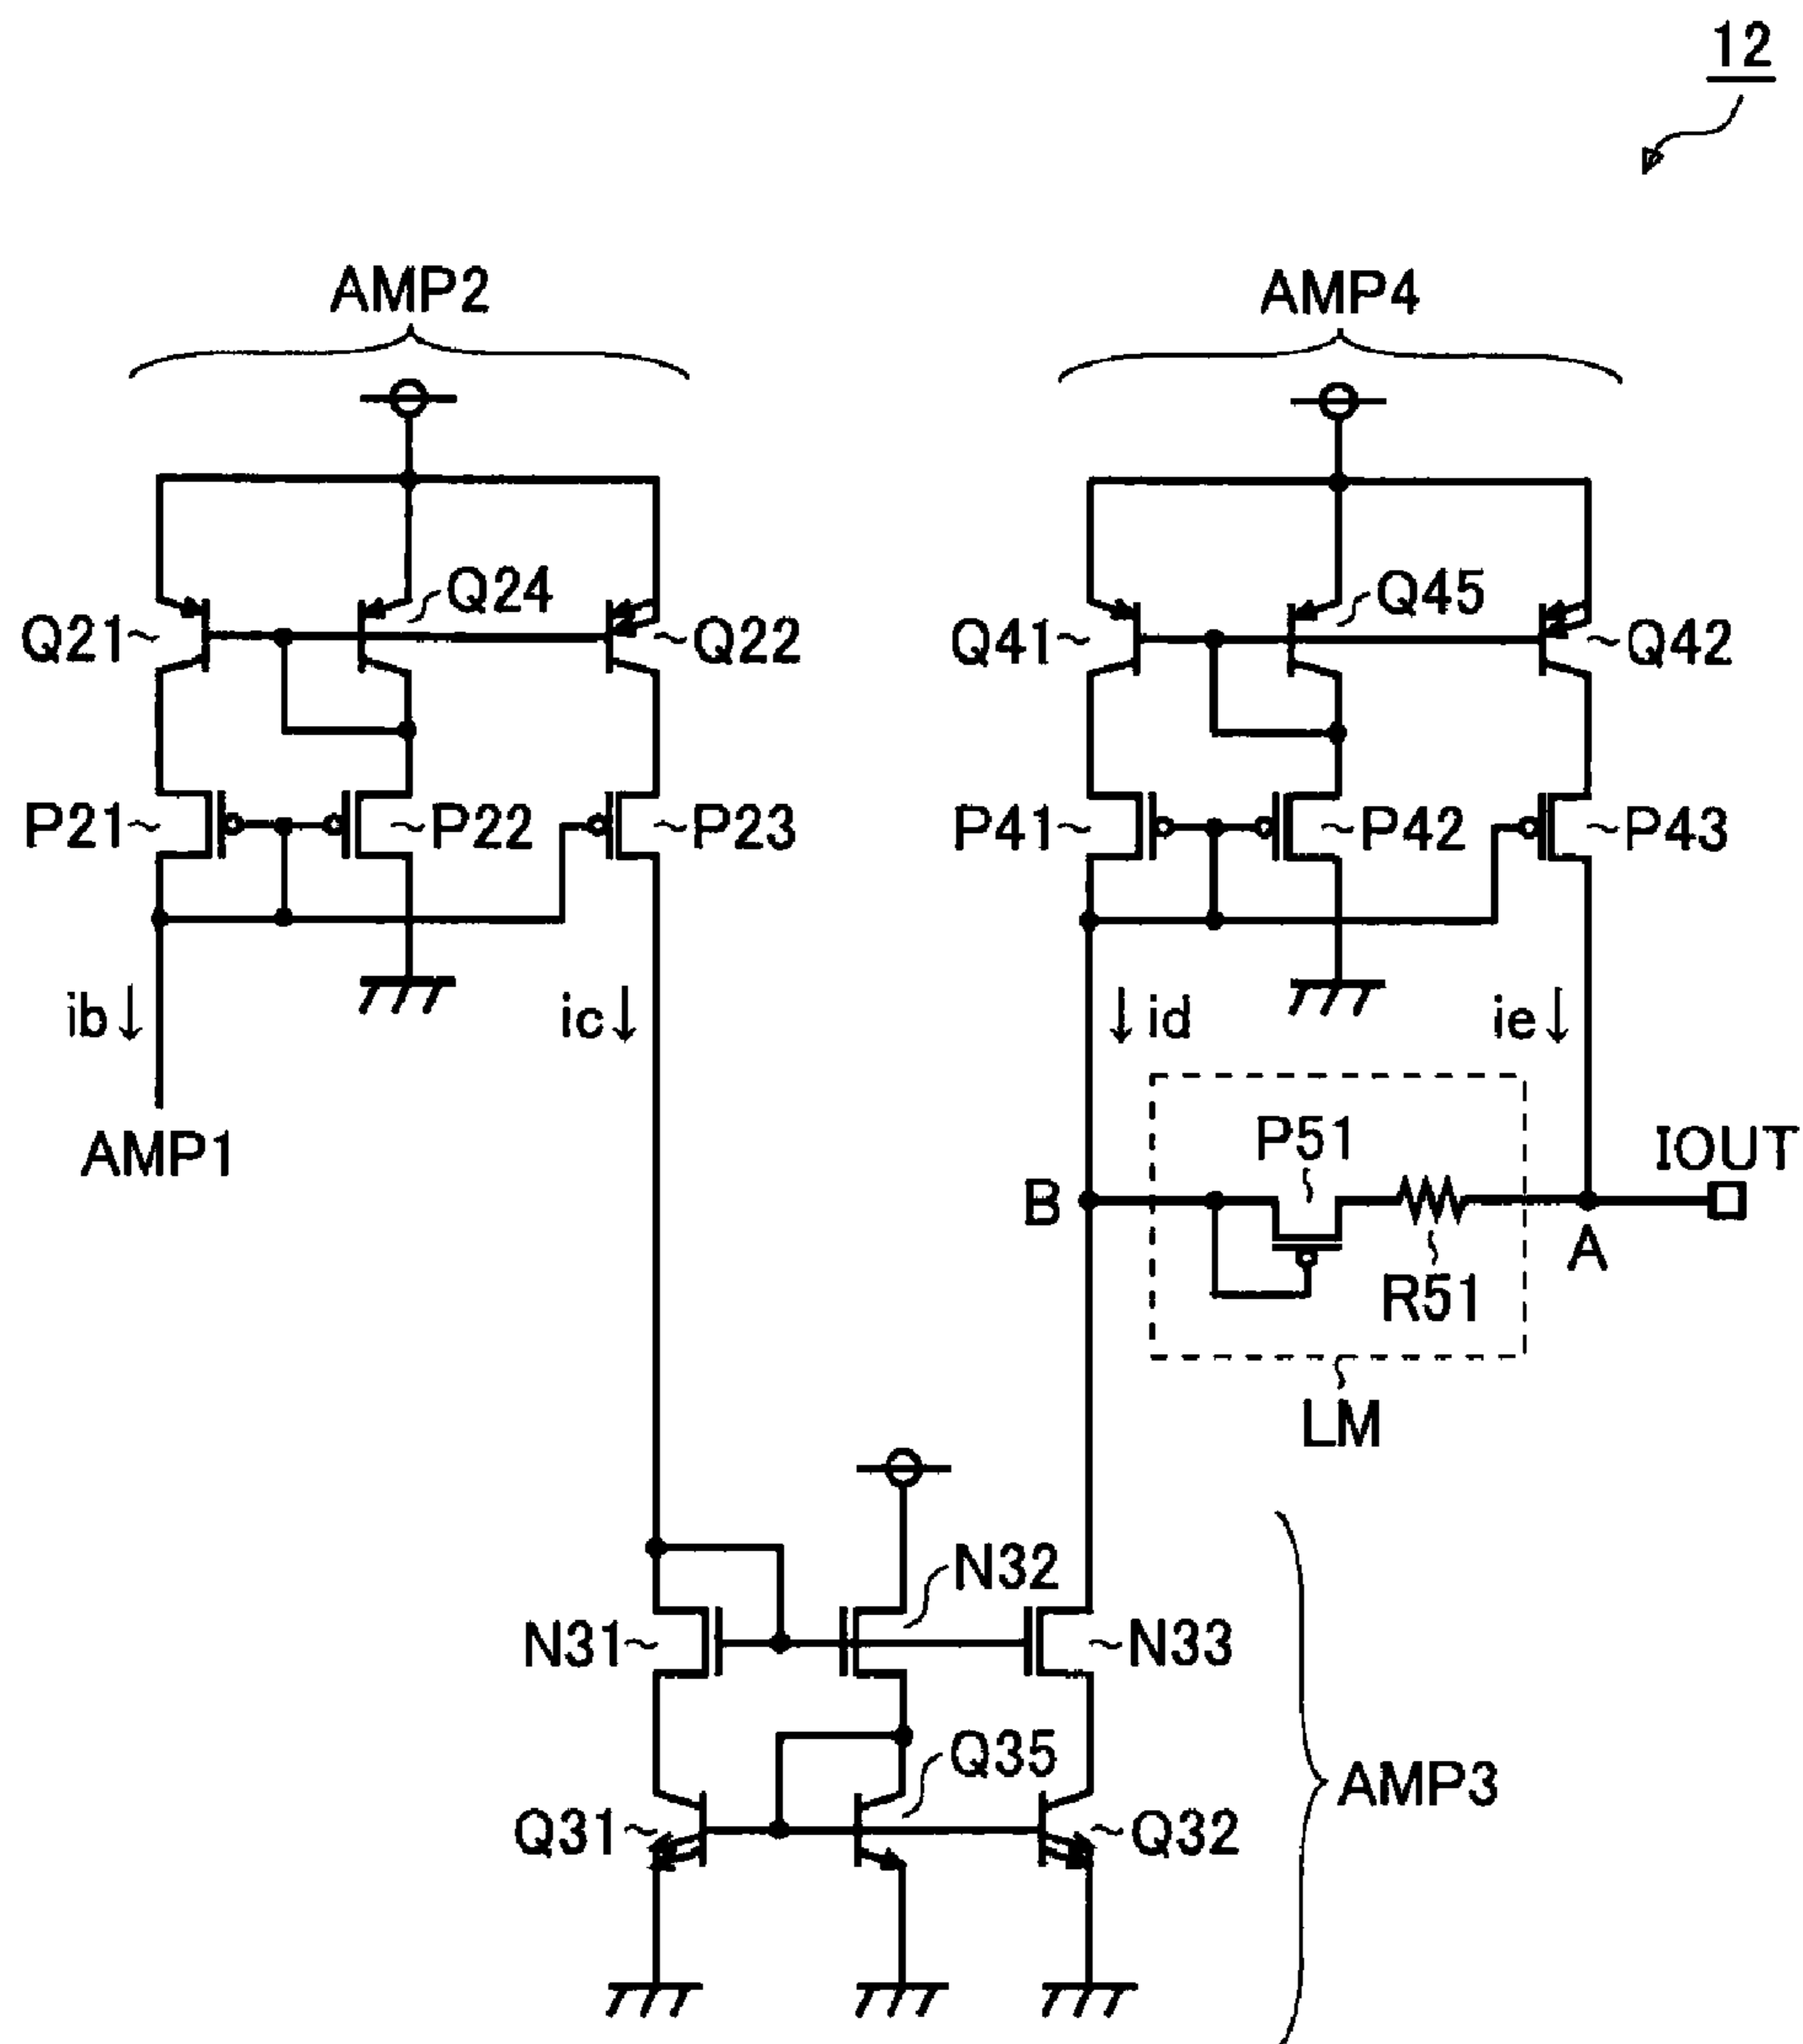 12
AMP2
AMP4
Q21
Q24
Q22
Q41
Q45
Q42
P21
P22
P23
P41
P42
P43
ib↓
ic↓
↓id
ie↓
AMP1
P51
IOUT
B
A
R51
LM
N32
N31
N33
Q35
AMP3
Q31
Q32